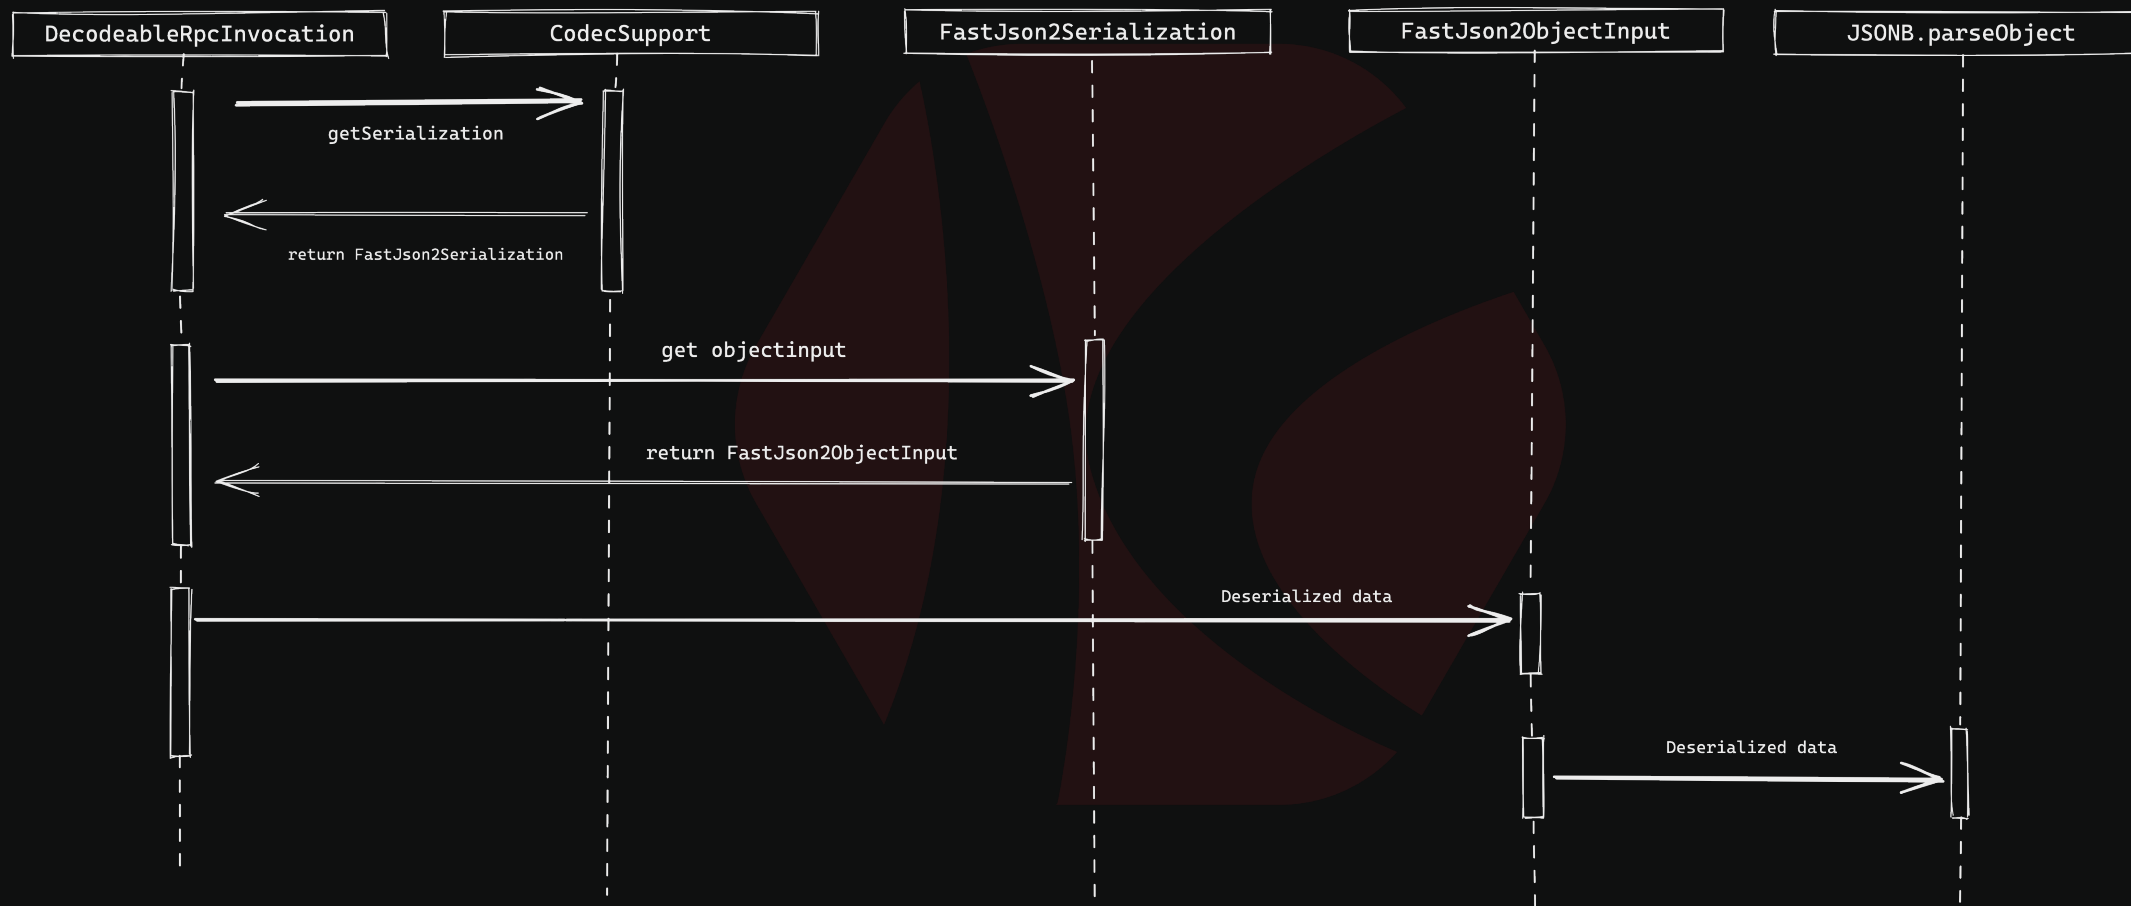 DecodeableRpcInvocation
CodecSupport
FastJson2Serialization
FastJson2ObjectInput
JSONB.parseObject
getSerialization
return FastJson2Serialization
get objectinput
return FastJson2ObjectInput
Deserialized data
Deserialized data